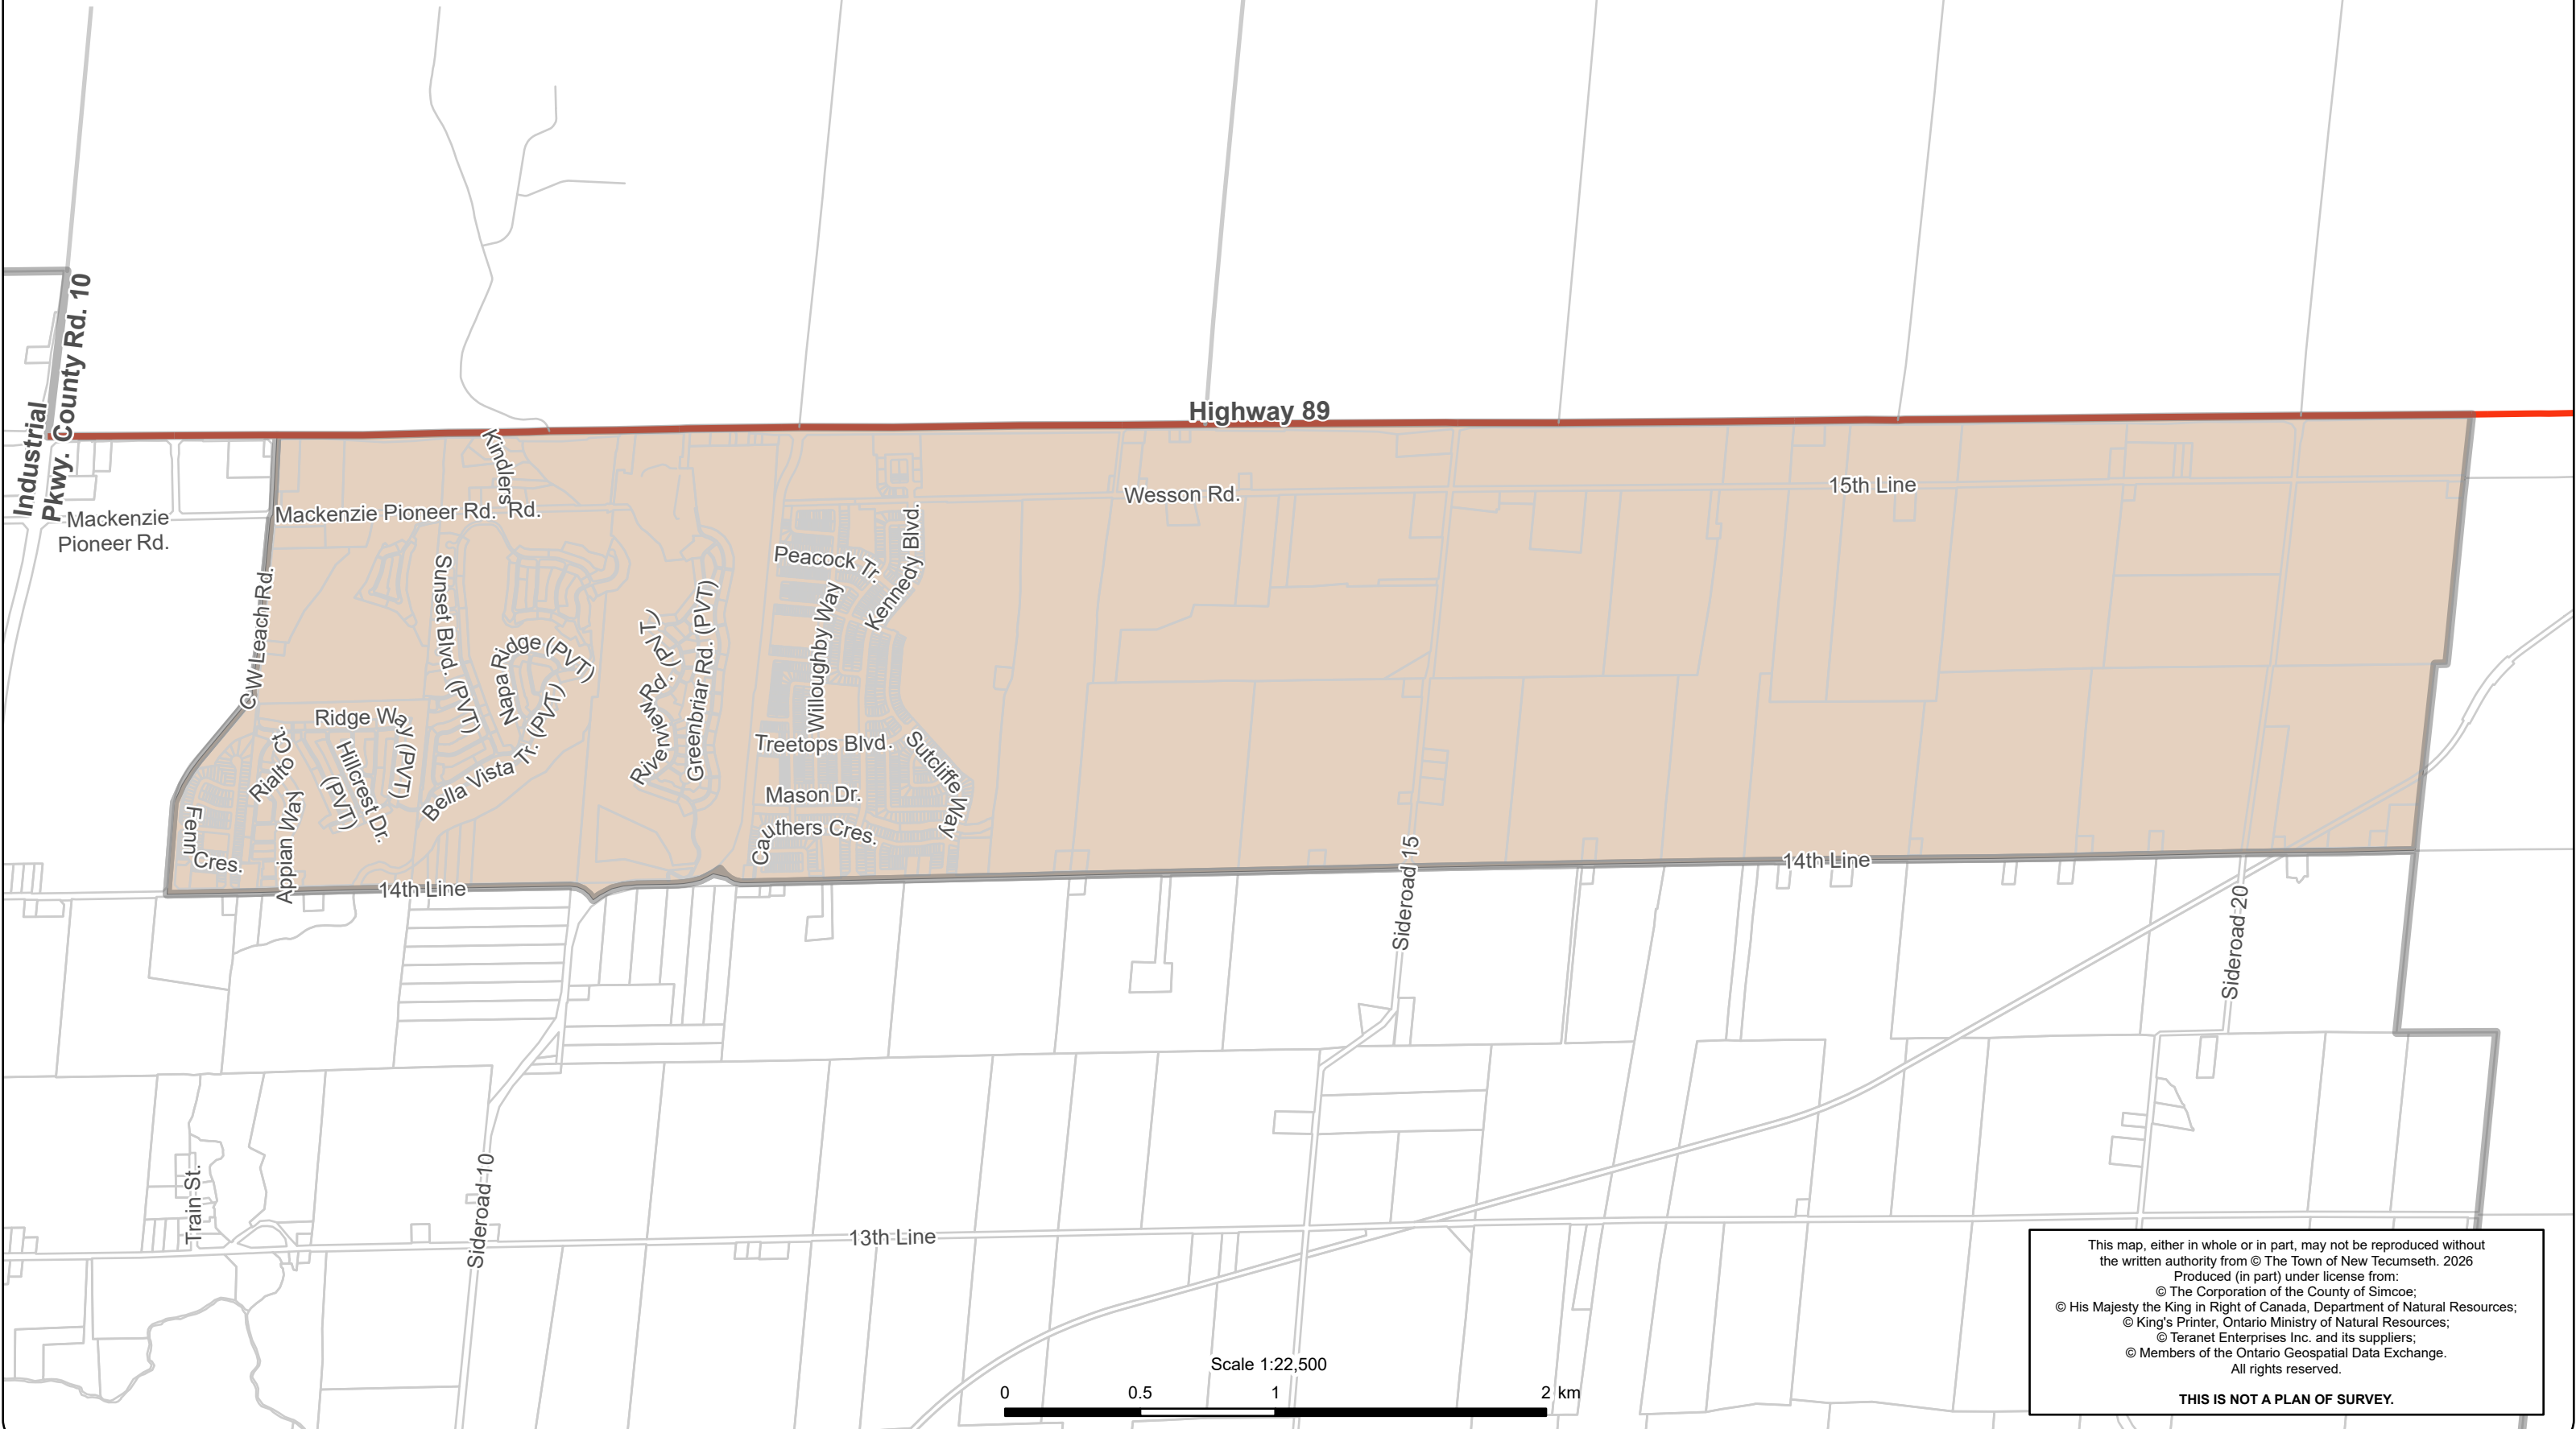 Industrial
Pkwy. County Rd. 10
Highway 89
Mackenzie
Pioneer Rd.
Mackenzie Pioneer Rd.
Kindlers
Rd.
Wesson Rd.
15th Line
C W Leach Rd.
Sunset Blvd. (PVT)
Napa Ridge (PVT)
Bella Vista Tr. (PVT)
Riverview Rd. (PVT)
Greenbriar Rd. (PVT)
Peacock Tr.
Kennedy Blvd.
Willoughby Way
Treetops Blvd.
Sutcliffe Way
Mason Dr.
Cauthers Cres.
Ridge Way (PVT)
Hillcrest Dr.
(PVT)
Rialto Ct.
Appian Way
Fenn
Cres.
14th Line
14th Line
Sideroad 15
Sideroad 20
Sideroad 10
Train St.
13th Line
Scale 1:22,500
0 0.5 1 2 km
This map, either in whole or in part, may not be reproduced without
the written authority from © The Town of New Tecumseth. 2026
Produced (in part) under license from:
© The Corporation of the County of Simcoe;
© His Majesty the King in Right of Canada, Department of Natural Resources;
© King's Printer, Ontario Ministry of Natural Resources;
© Teranet Enterprises Inc. and its suppliers;
© Members of the Ontario Geospatial Data Exchange.
All rights reserved.
THIS IS NOT A PLAN OF SURVEY.